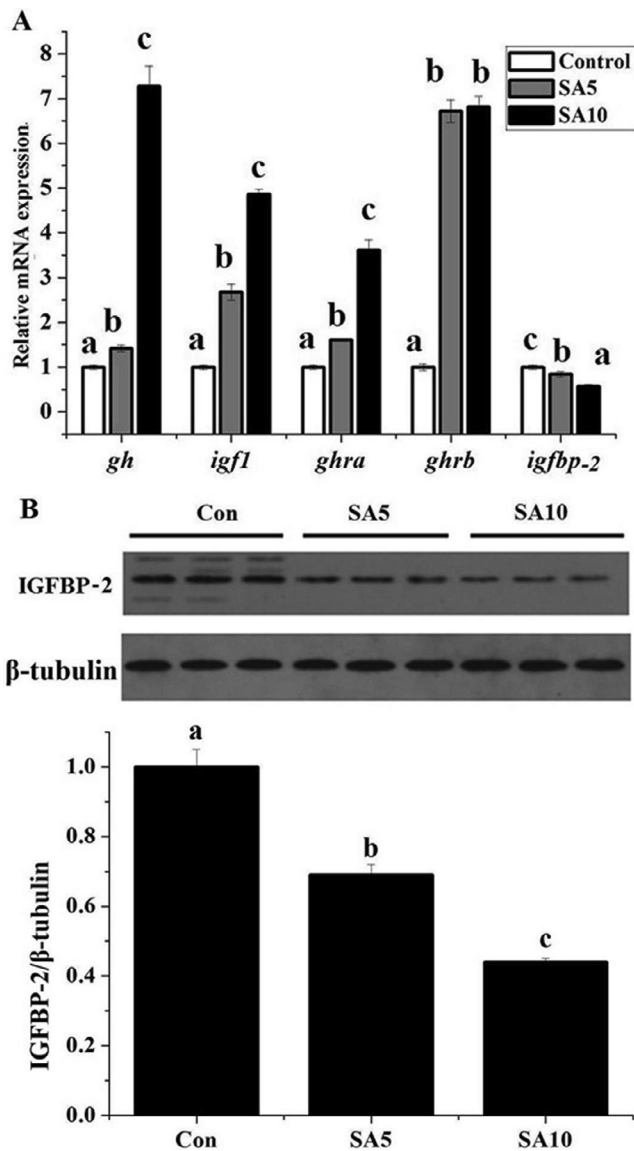 A
8
7
6
5
4
3
2
1
0
Relative mRNA expression.
Control
SA5
SA10
a b c
a b c
a b c
a b b
c b a
gh igf1 ghra ghrb igfbp-2
B
Con SA5 SA10
IGFBP-2
β-tubulin
1.0
0.8
0.6
0.4
0.2
0.0
IGFBP-2/β-tubulin
a
b
c
Con SA5 SA10